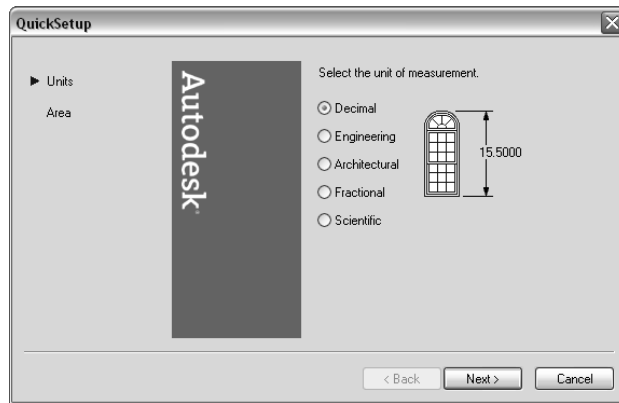 QuickSetup
Units
Area
Autodesk
Select the unit of measurement.
Decimal
Engineering
Architectural
Fractional
Scientific
15.5000
< Back
Next >
Cancel